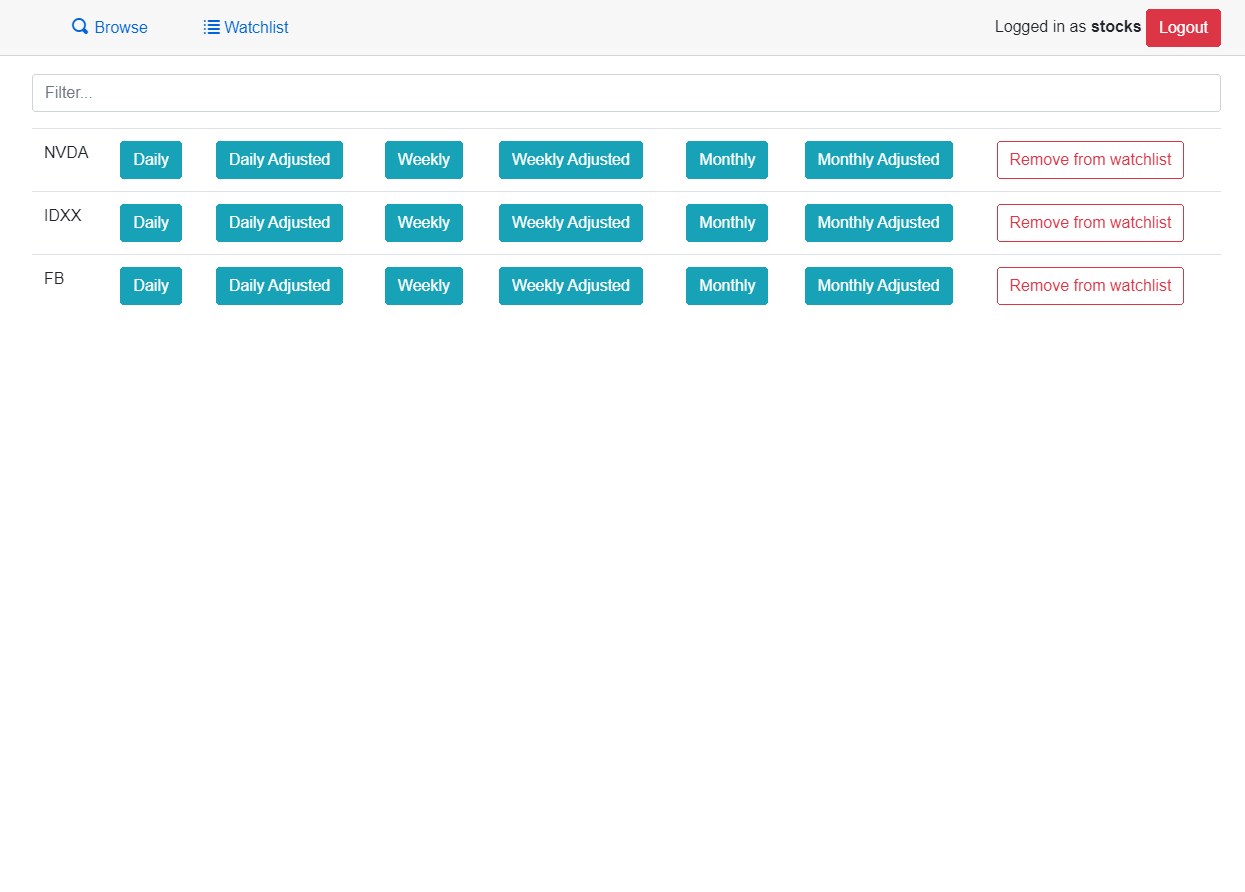 Browse Watchlist Logged in as stocks Logout
Filter...
NVDA Daily Daily Adjusted Weekly Weekly Adjusted Monthly Monthly Adjusted Remove from watchlist
IDXX Daily Daily Adjusted Weekly Weekly Adjusted Monthly Monthly Adjusted Remove from watchlist
FB Daily Daily Adjusted Weekly Weekly Adjusted Monthly Monthly Adjusted Remove from watchlist